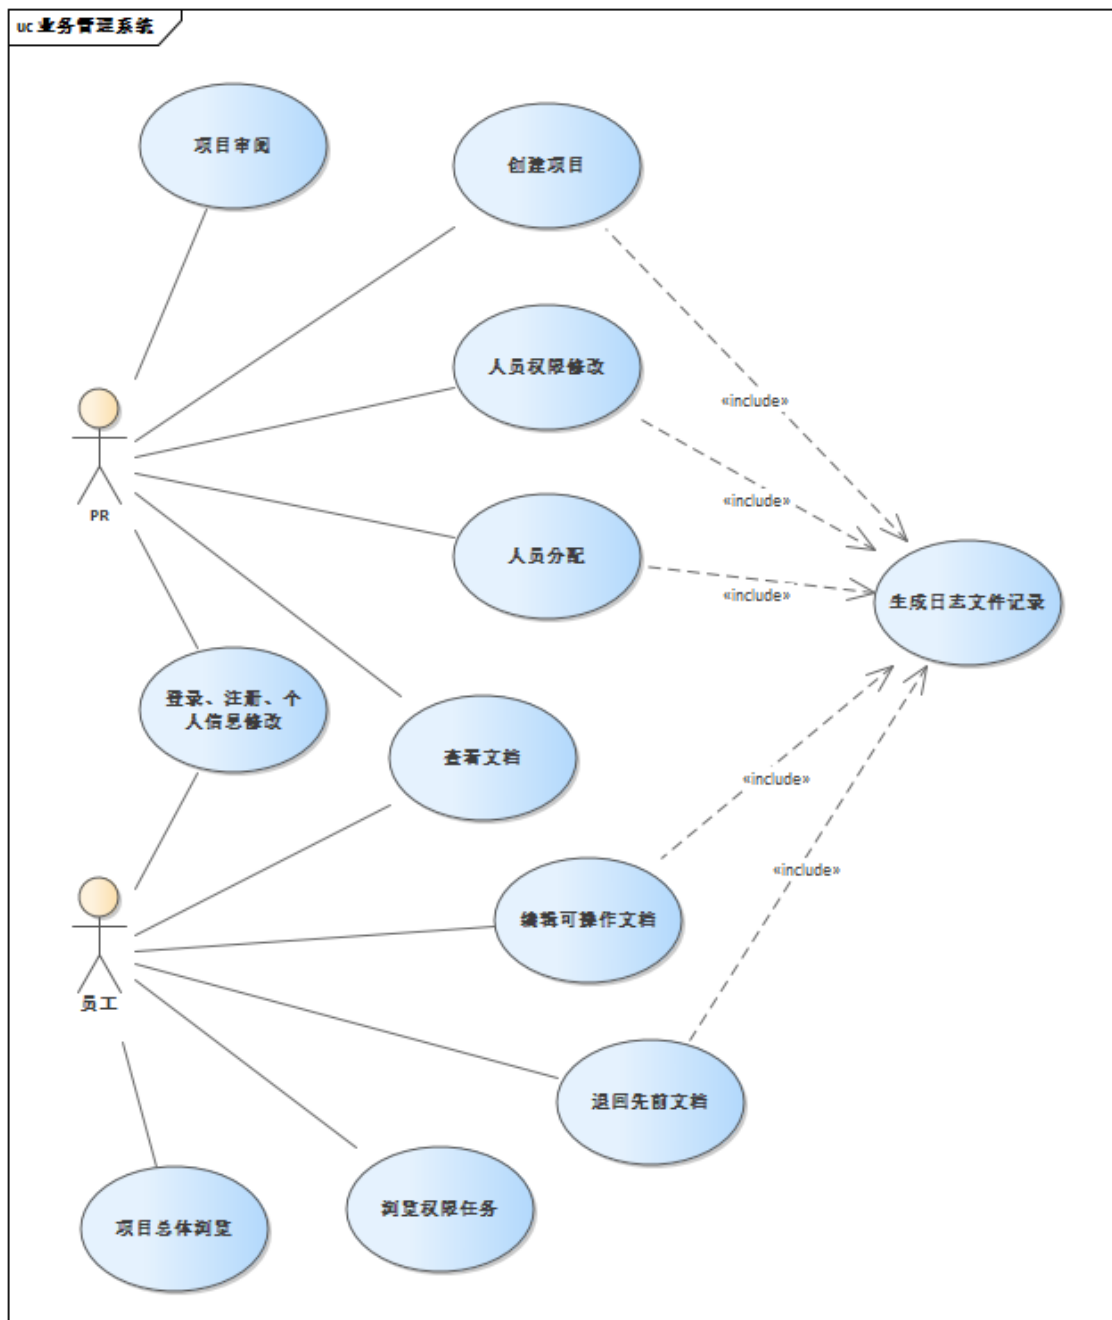 uc 业务管理系统
项目审阅
创建项目
人员权限修改
«include»
«include»
PR
人员分配
«include»
生成日志文件记录
登录、注册、个
人信息修改
查看文档
«include»
«include»
编辑可操作文档
员工
退回先前文档
浏览权限任务
项目总体浏览